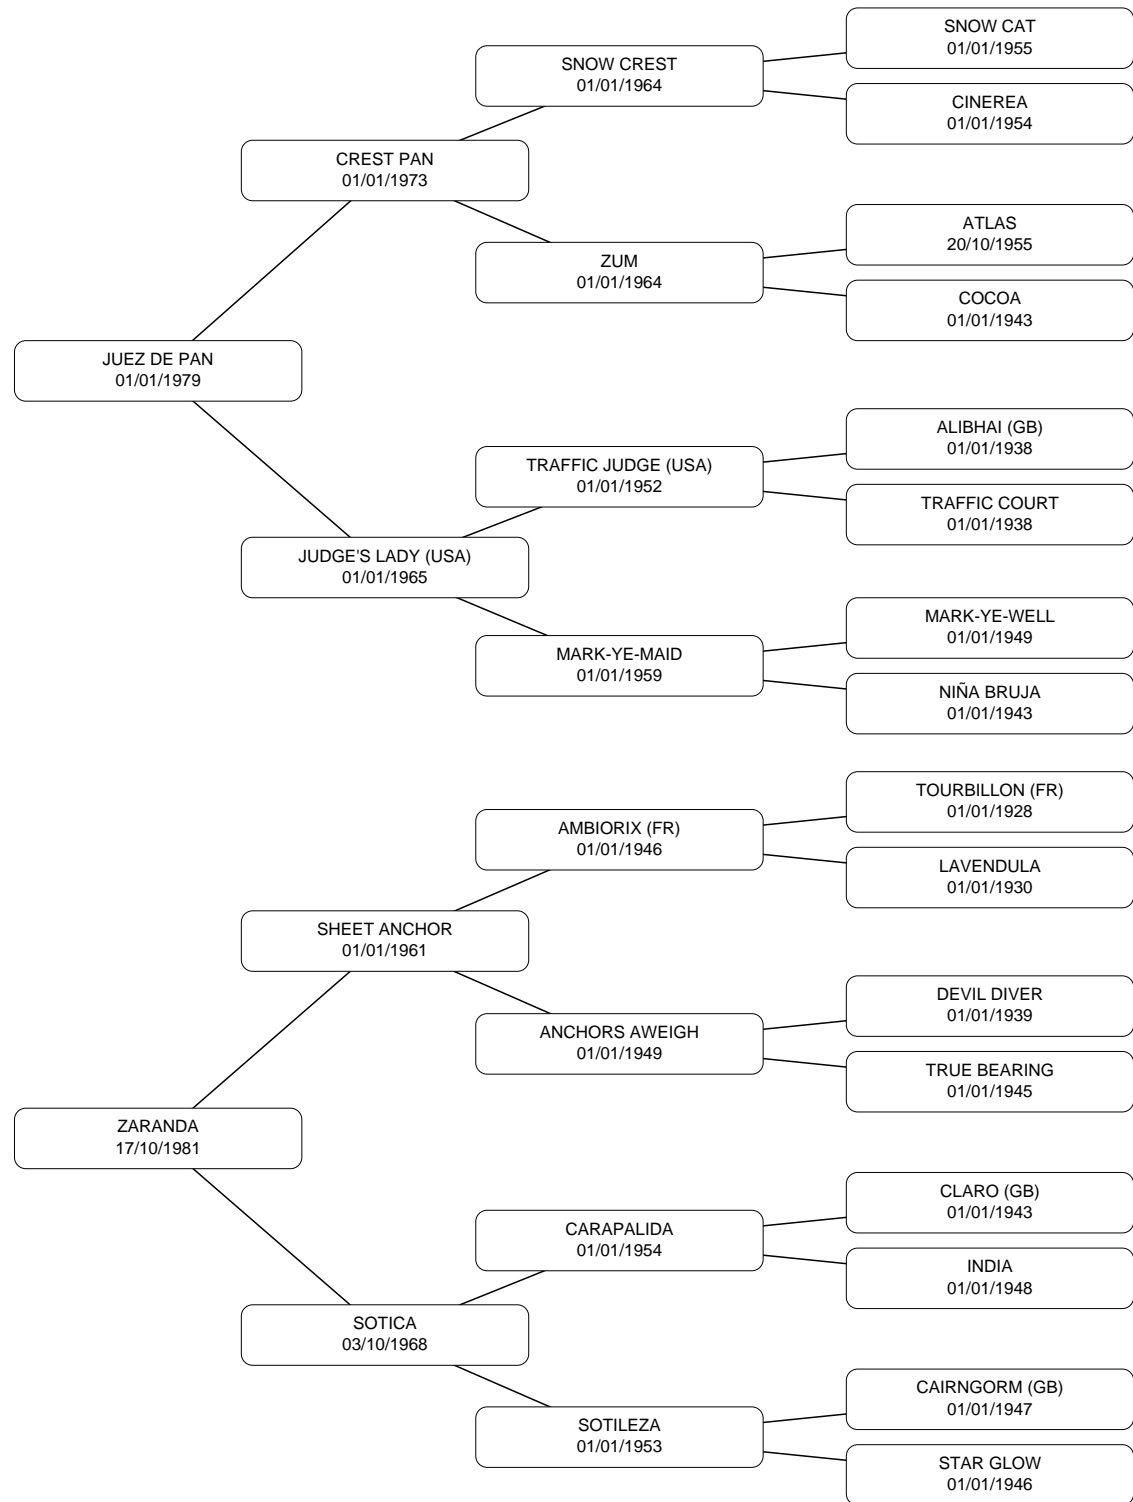 SNOW CAT
01/01/1955
SNOW CREST
01/01/1964
CINEREA
01/01/1954
CREST PAN
01/01/1973
ATLAS
20/10/1955
ZUM
01/01/1964
COCOA
01/01/1943
JUEZ DE PAN
01/01/1979
ALIBHAI (GB)
01/01/1938
TRAFFIC JUDGE (USA)
01/01/1952
TRAFFIC COURT
01/01/1938
JUDGE'S LADY (USA)
01/01/1965
MARK-YE-WELL
01/01/1949
MARK-YE-MAID
01/01/1959
NIÑA BRUJA
01/01/1943
TOURBILLON (FR)
01/01/1928
AMBIORIX (FR)
01/01/1946
LAVENDULA
01/01/1930
SHEET ANCHOR
01/01/1961
DEVIL DIVER
01/01/1939
ANCHORS AWEIGH
01/01/1949
TRUE BEARING
01/01/1945
ZARANDA
17/10/1981
CLARO (GB)
01/01/1943
CARAPALIDA
01/01/1954
INDIA
01/01/1948
SOTICA
03/10/1968
CAIRNGORM (GB)
01/01/1947
SOTILEZA
01/01/1953
STAR GLOW
01/01/1946